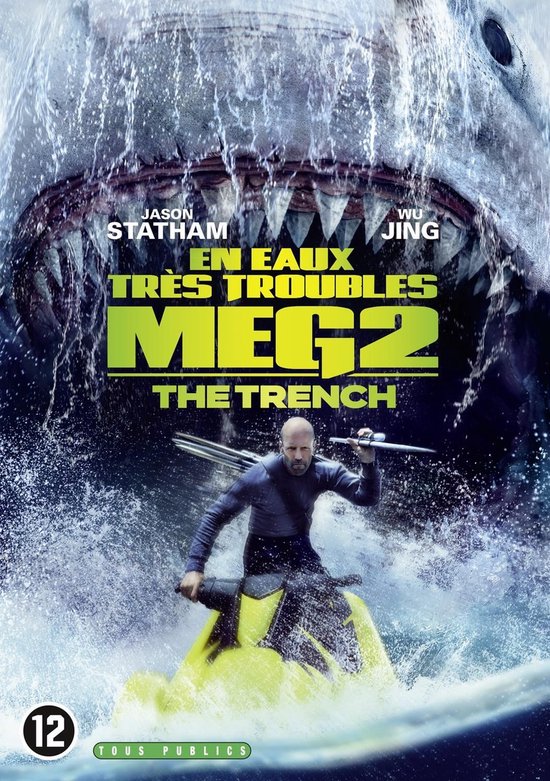 JASON
STATHAM
WU
JING
EN EAUX
TRÈS TROUBLES
MEG2
THE TRENCH
12
TOUS PUBLICS